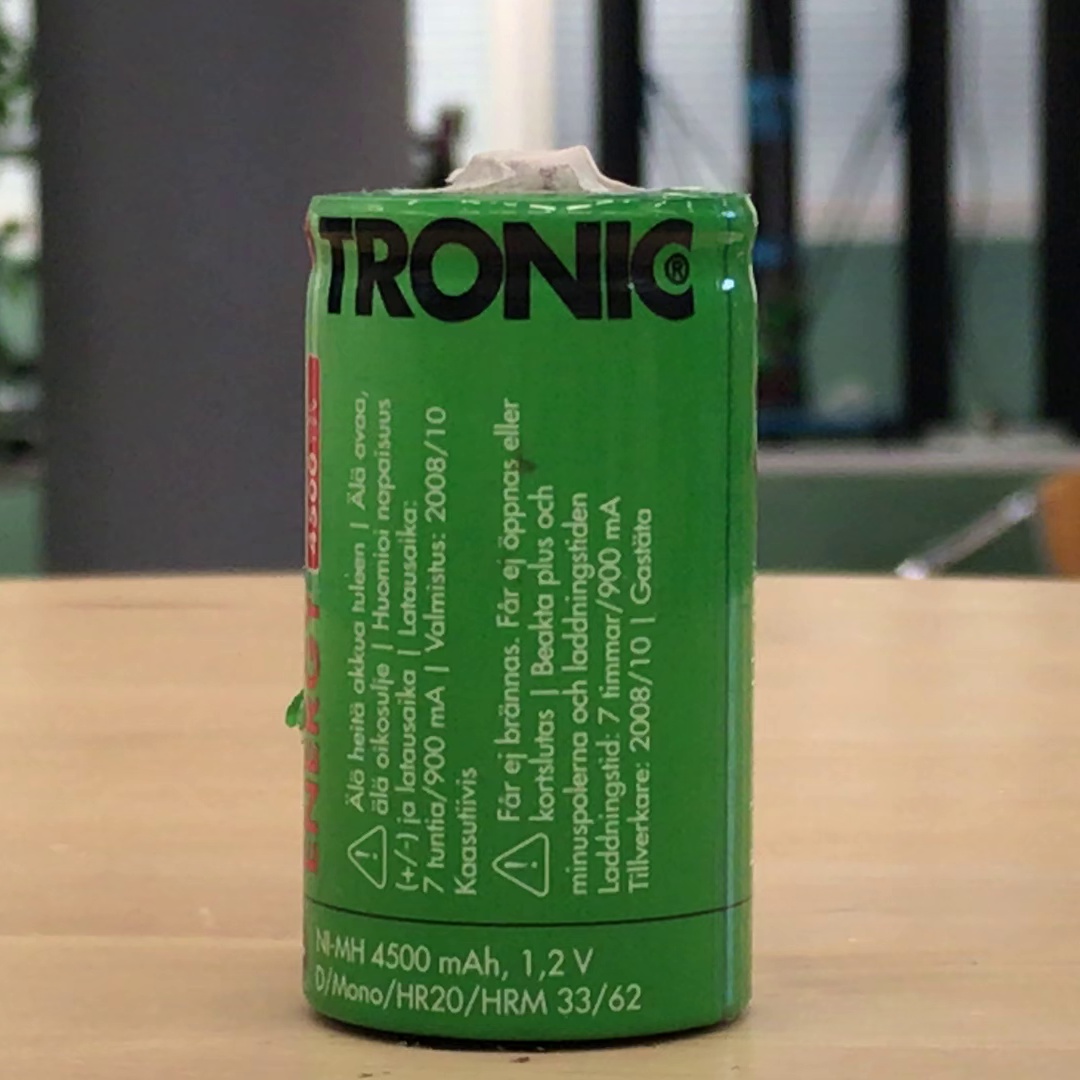 TRONIC®
ENERGY 4500
Älä heitä akkua tuleen | Älä avaa,
älä oikosulje | Huomioi napaisuus
(+/-) ja latausaika | Latausaika:
7 tuntia/900 mA | Valmistus: 2008/10
Kaasutiivis
Får ej brännas. Får ej öppnas eller
kortslutas | Beakta plus och
minuspolerna och laddningstiden
Laddningstid: 7 timmar/900 mA
Tillverkare: 2008/10 | Gastäta
NI-MH 4500 mAh, 1,2 V
D/Mono/HR20/HRM 33/62